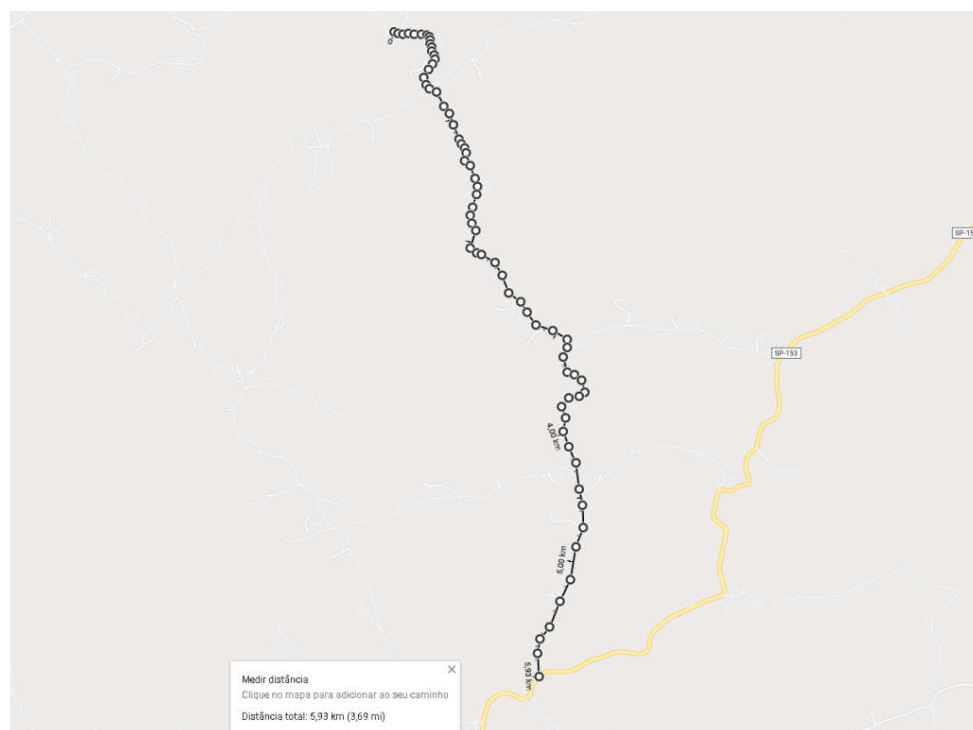 0
SP-15
SP-153
4,00 km
5,00 km
5,93 km
Medir distância
Clique no mapa para adicionar ao seu caminho
Distância total: 5,93 km (3,69 mi)